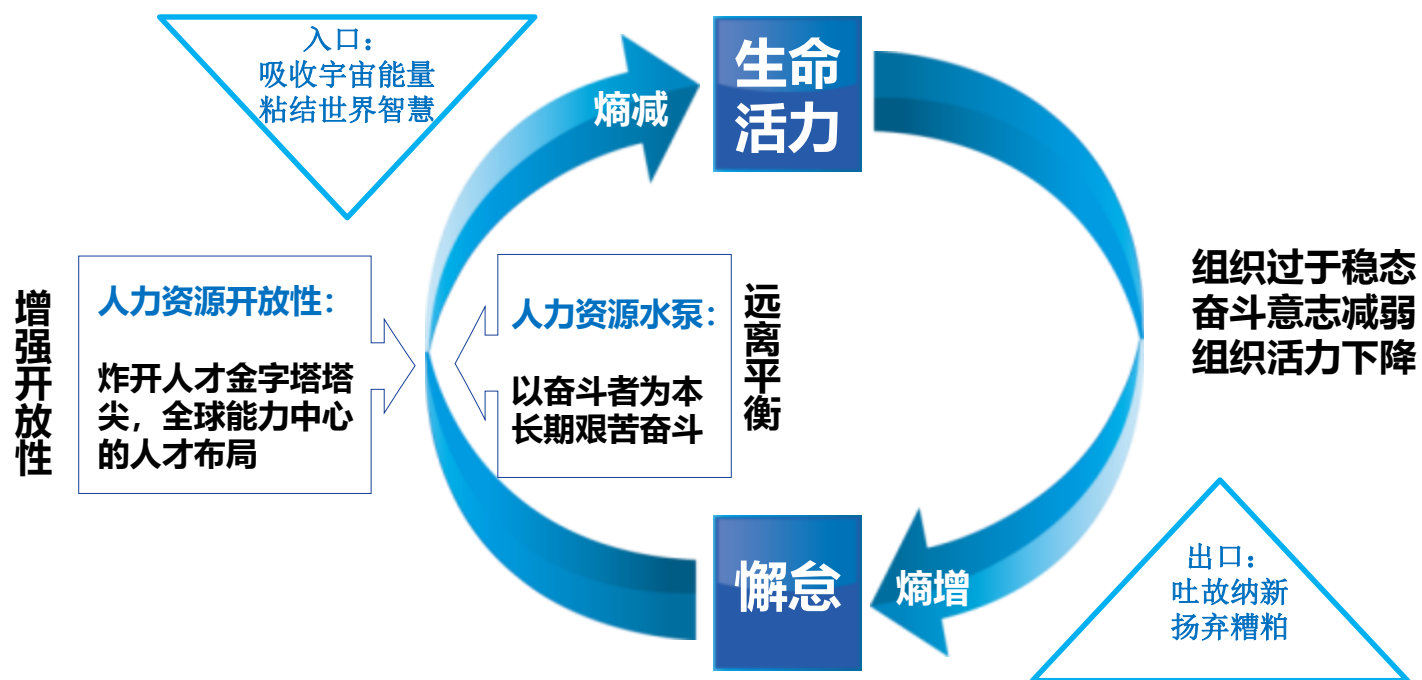 入口：
吸收宇宙能量
粘结世界智慧
熵减
生命
活力
增强开放性
人力资源开放性：
炸开人才金字塔塔
尖，全球能力中心
的人才布局
人力资源水泵：
以奋斗者为本
长期艰苦奋斗
远离平衡
组织过于稳态
奋斗意志减弱
组织活力下降
懈怠
熵增
出口：
吐故纳新
扬弃糟粕